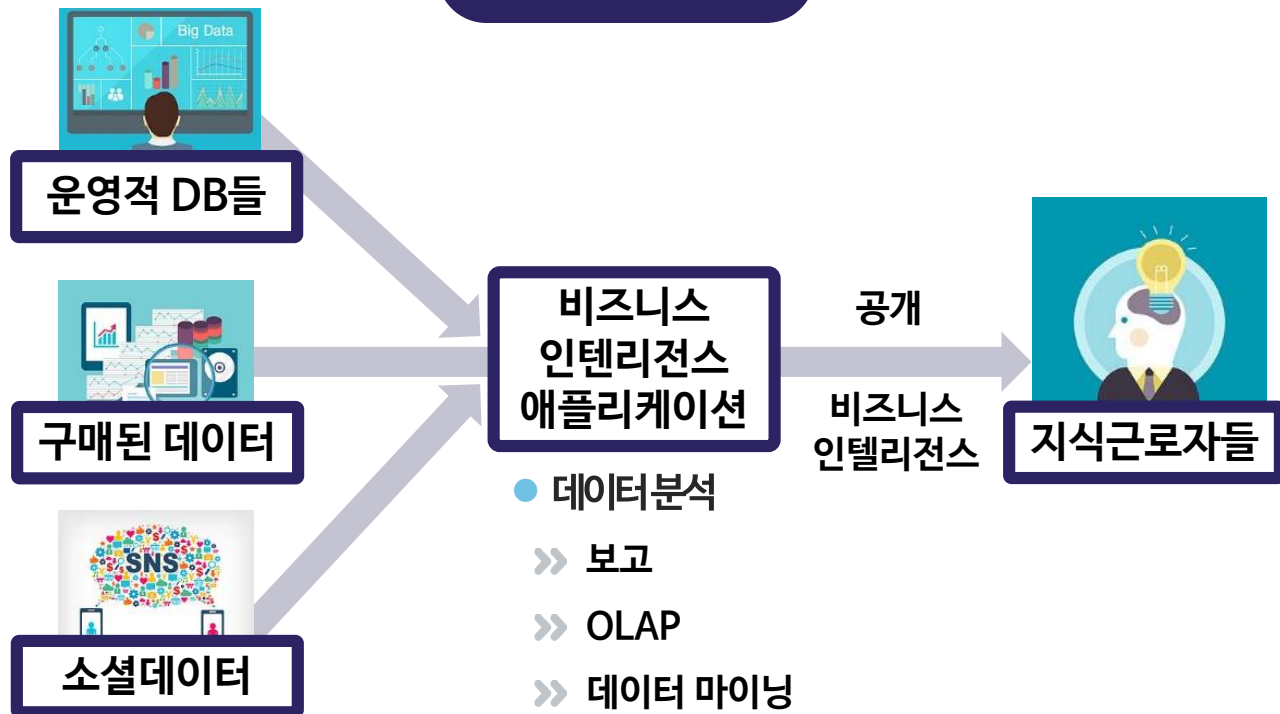 Big Data
운영적 DB들
구매된 데이터
SNS
소셜데이터
비즈니스
인텐리전스
애플리케이션
데이터 분석
보고
OLAP
데이터 마이닝
공개
비즈니스
인텔리전스
지식근로자들